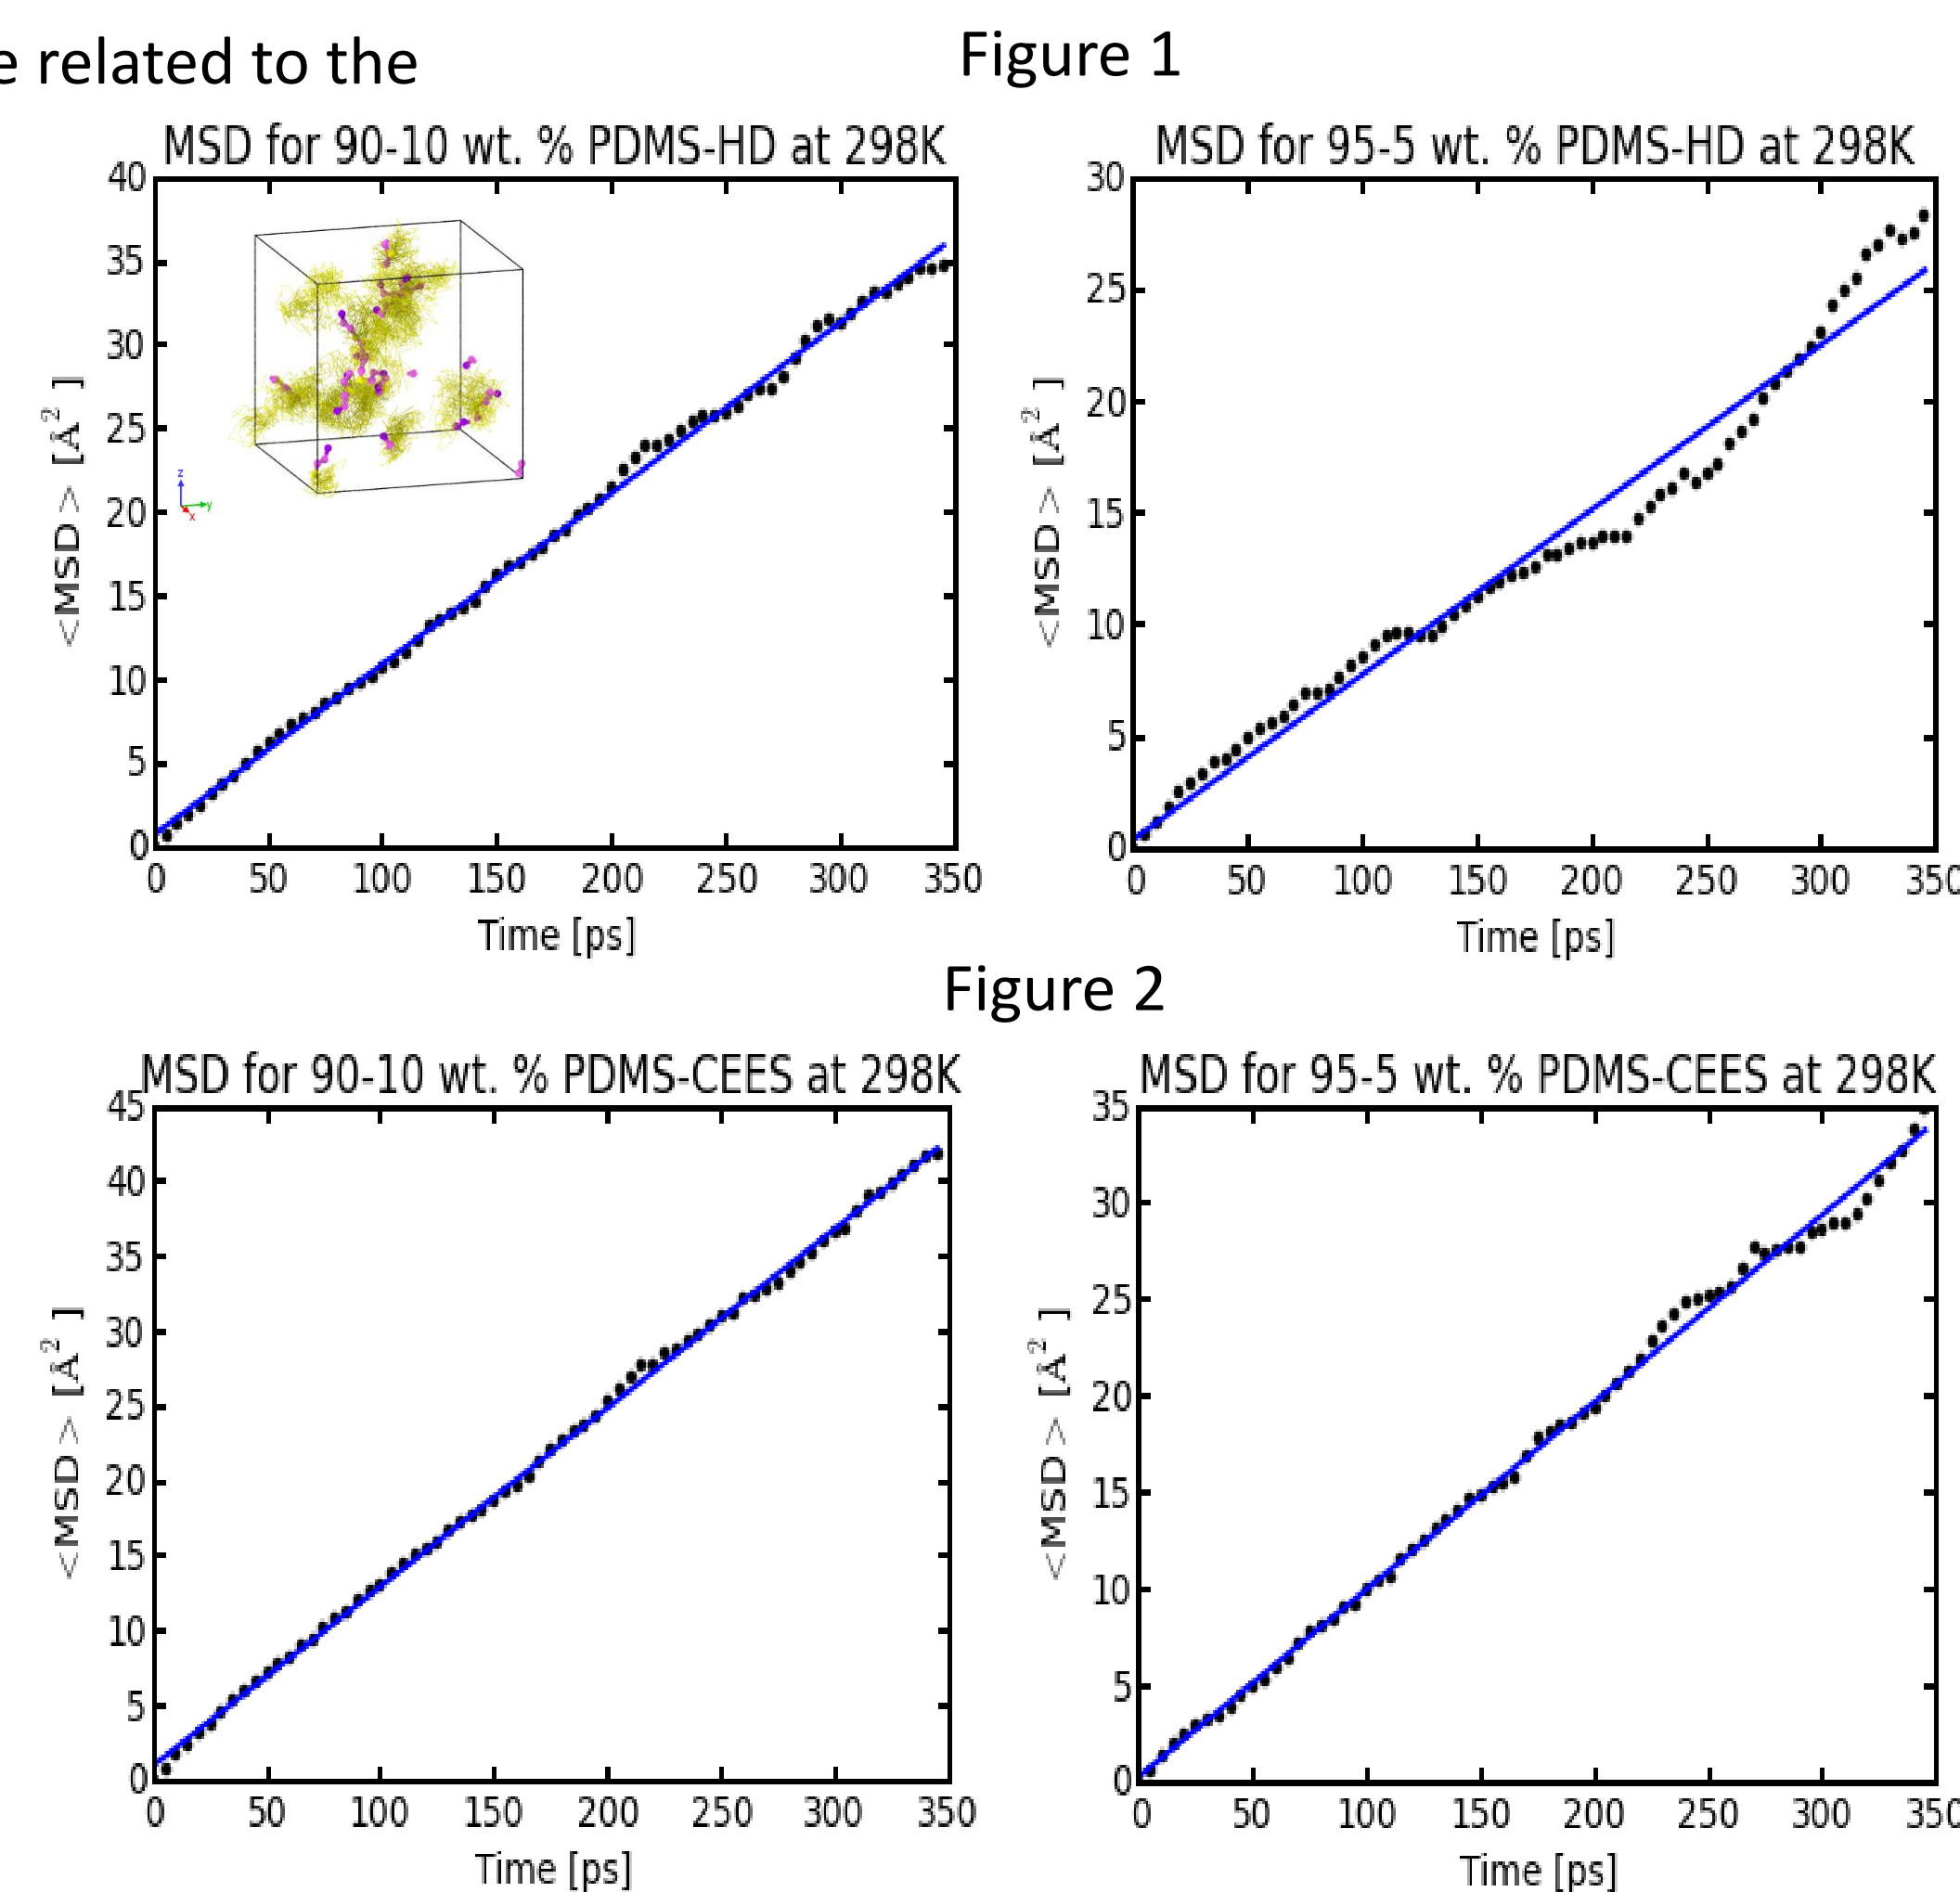 e related to the
Figure 1
MSD for 90-10 wt. % PDMS-HD at 298K
<MSD> [Å² ]
40
35
30
25
20
15
10
5
0
z
y
x
0 50 100 150 200 250 300 350
Time [ps]
MSD for 95-5 wt. % PDMS-HD at 298K
<MSD> [Å² ]
30
25
20
15
10
5
0
0 50 100 150 200 250 300 350
Time [ps]
Figure 2
MSD for 90-10 wt. % PDMS-CEES at 298K
<MSD> [Å² ]
45
40
35
30
25
20
15
10
5
0
0 50 100 150 200 250 300 350
Time [ps]
MSD for 95-5 wt. % PDMS-CEES at 298K
<MSD> [Å² ]
35
30
25
20
15
10
5
0
0 50 100 150 200 250 300 350
Time [ps]